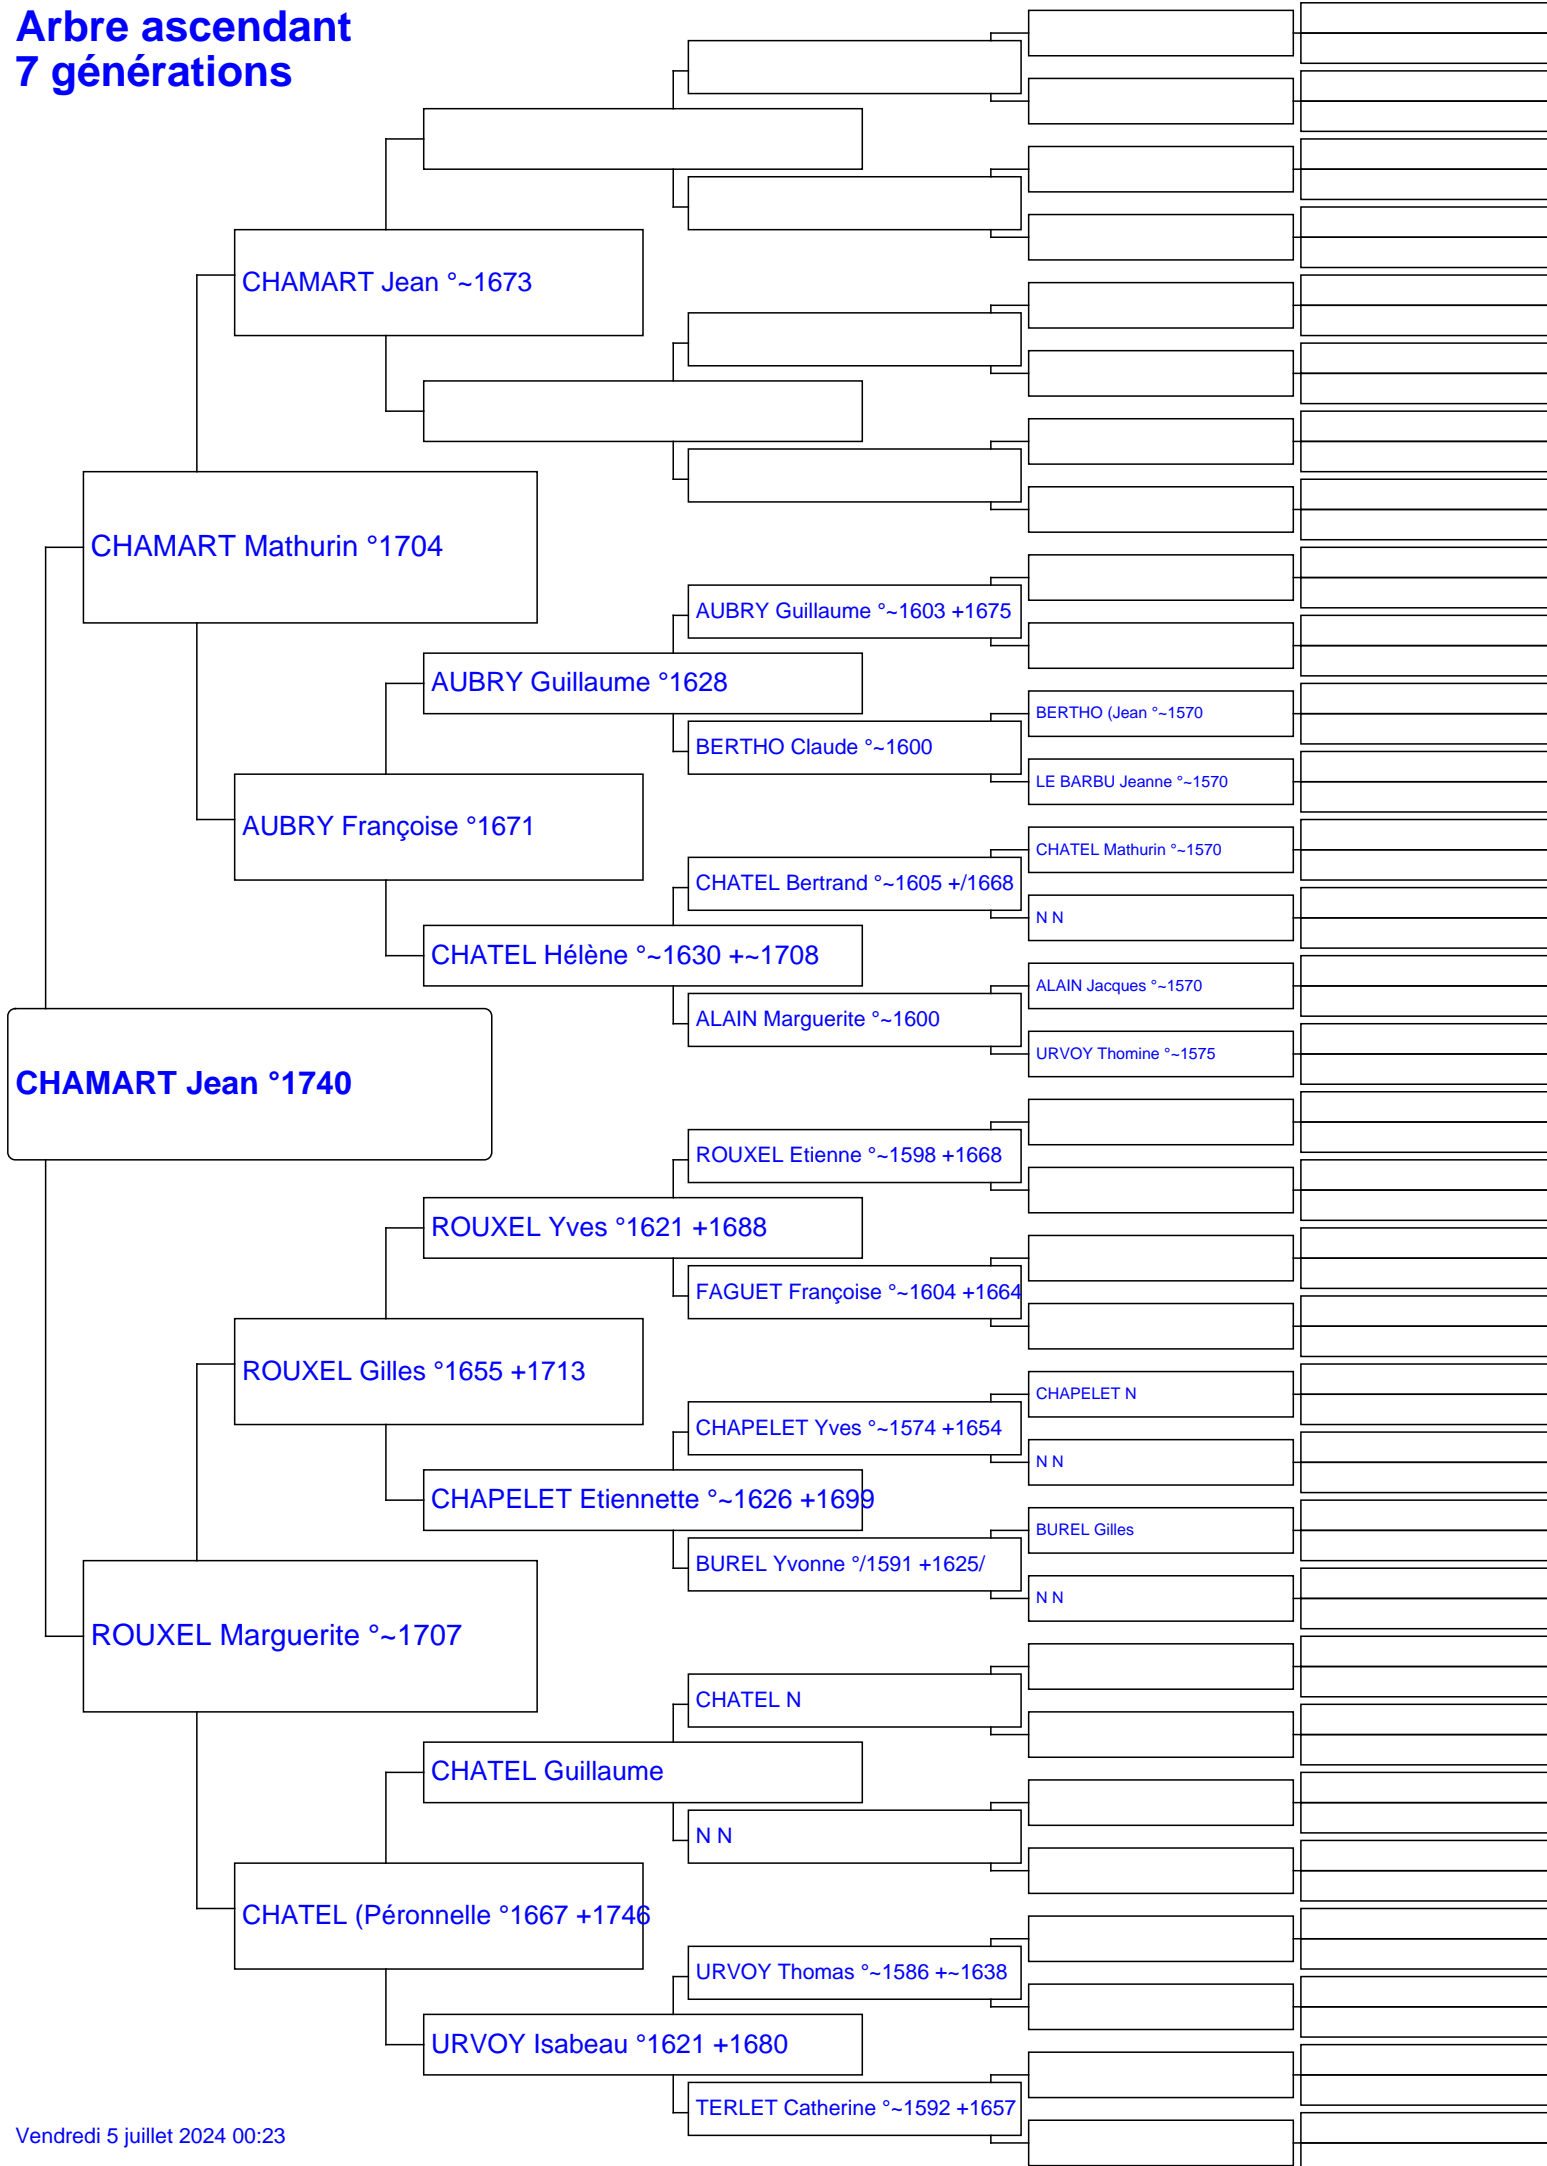 Arbre ascendant
7 générations
CHAMART Jean °~1673
CHAMART Mathurin °1704
AUBRY Guillaume °~1603 +1675
AUBRY Guillaume °1628
BERTHO (Jean °~1570
BERTHO Claude °~1600
LE BARBU Jeanne °~1570
AUBRY Françoise °1671
CHATEL Mathurin °~1570
CHATEL Bertrand °~1605 +/1668
N N
CHATEL Hélène °~1630 +~1708
ALAIN Jacques °~1570
ALAIN Marguerite °~1600
URVOY Thomine °~1575
CHAMART Jean °1740
ROUXEL Etienne °~1598 +1668
ROUXEL Yves °1621 +1688
FAGUET Françoise °~1604 +1664
ROUXEL Gilles °1655 +1713
CHAPELET N
CHAPELET Yves °~1574 +1654
N N
CHAPELET Etiennette °~1626 +1699
BUREL Gilles
BUREL Yvonne °/1591 +1625/
N N
ROUXEL Marguerite °~1707
CHATEL N
CHATEL Guillaume
N N
CHATEL (Péronnelle °1667 +1746
URVOY Thomas °~1586 +~1638
URVOY Isabeau °1621 +1680
TERLET Catherine °~1592 +1657
Vendredi 5 juillet 2024 00:23